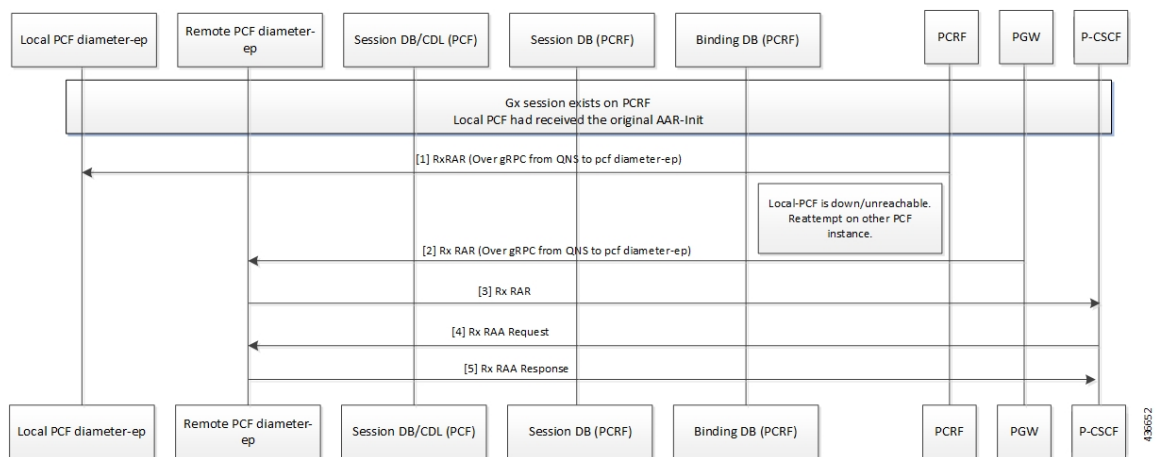 Local PCF diameter-ep
Remote PCF diameter-
ep
Session DB/CDL (PCF)
Session DB (PCRF)
Binding DB (PCRF)
PCRF
PGW
P-CSCF
Gx session exists on PCRF
Local PCF had received the original AAR-Init
[1] RxRAR (Over gRPC from QNS to pcf diameter-ep)
Local-PCF is down/unreachable.
Reattempt on other PCF
instance.
[2] Rx RAR (Over gRPC from QNS to pcf diameter-ep)
[3] Rx RAR
[4] Rx RAA Request
[5] Rx RAA Response
Local PCF diameter-ep
Remote PCF diameter-
ep
Session DB/CDL (PCF)
Session DB (PCRF)
Binding DB (PCRF)
PCRF
PGW
P-CSCF
436652